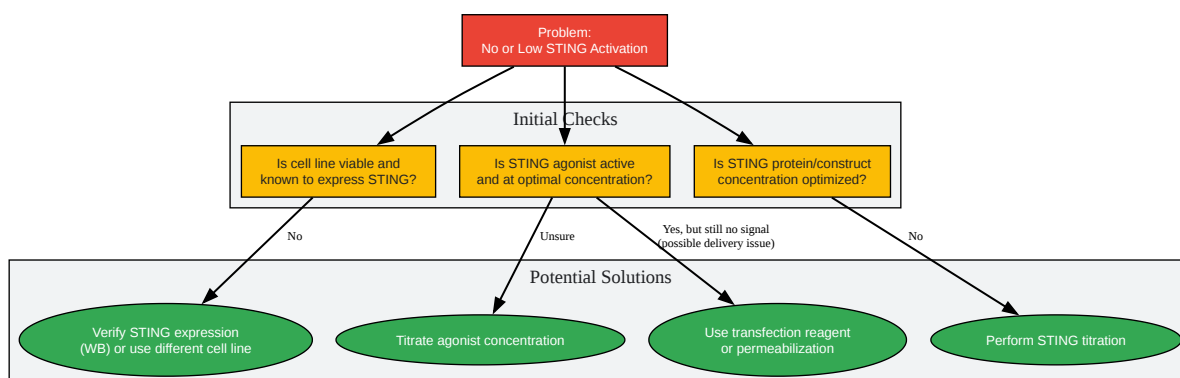 Problem:
No or Low STING Activation
Initial Checks
Is cell line viable and
known to express STING?
Is STING agonist active
and at optimal concentration?
Is STING protein/construct
concentration optimized?
No
Unsure
Yes, but still no signal
(possible delivery issue)
No
Potential Solutions
Verify STING expression
(WB) or use different cell line
Titrate agonist concentration
Use transfection reagent
or permeabilization
Perform STING titration